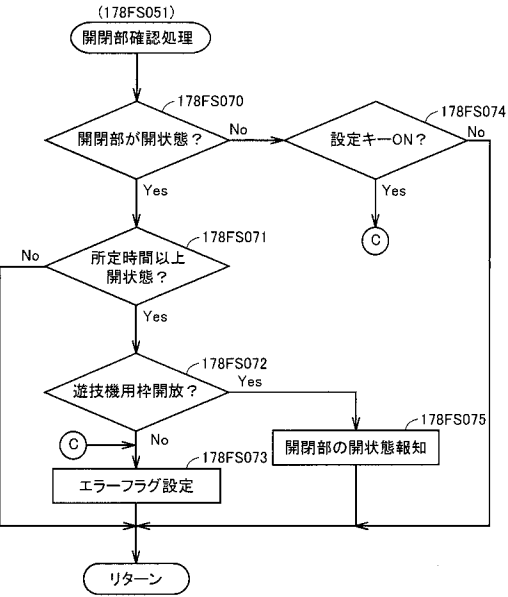 (178FS051)
開閉部確認処理
178FS070
開閉部が開状態?
No
Yes
178FS074
設定キーON?
No
Yes
C
178FS071
所定時間以上
開状態?
No
Yes
178FS072
遊技機用枠開放?
Yes
No
C
178FS075
開閉部の開状態報知
178FS073
エラーフラグ設定
リターン